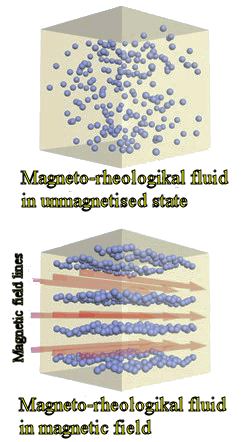 Magneto-rheologikal fluid
in unmagnetised state
Magnetic field lines
Magneto-rheologikal fluid
in magnetic field